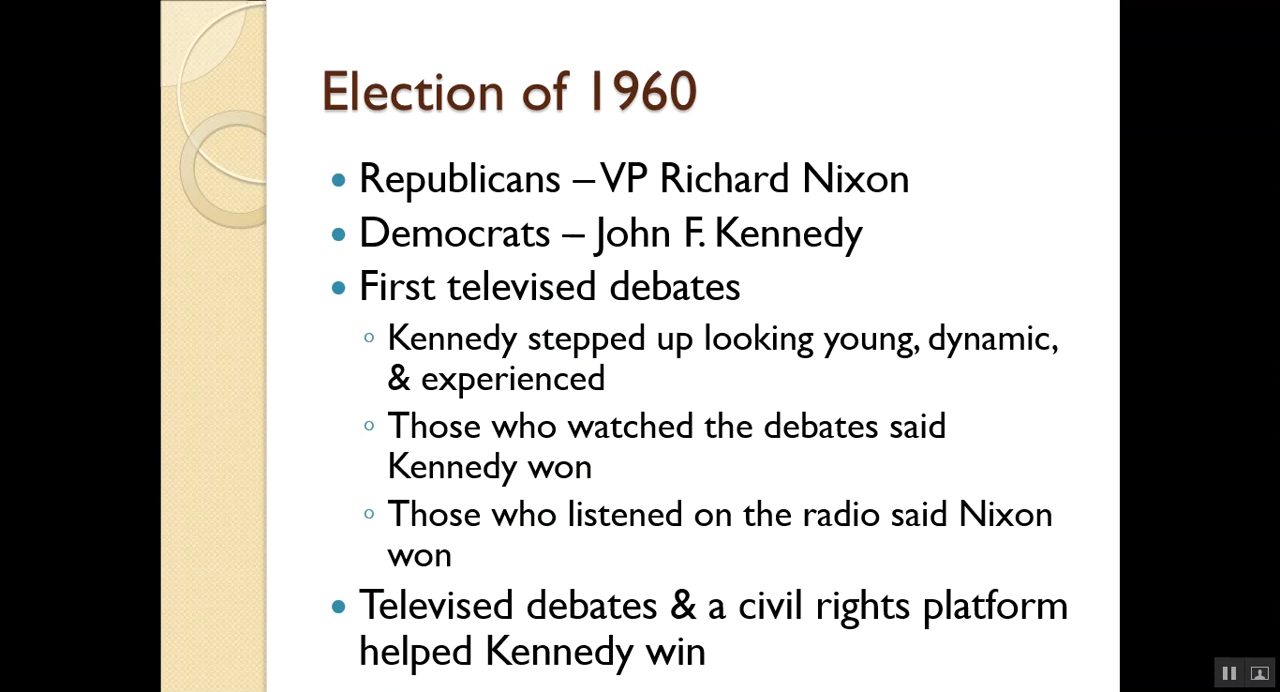 Election of 1960
• Republicans – VP Richard Nixon
• Democrats – John F. Kennedy
• First televised debates
◦ Kennedy stepped up looking young, dynamic,
& experienced
◦ Those who watched the debates said
Kennedy won
◦ Those who listened on the radio said Nixon
won
• Televised debates & a civil rights platform
helped Kennedy win